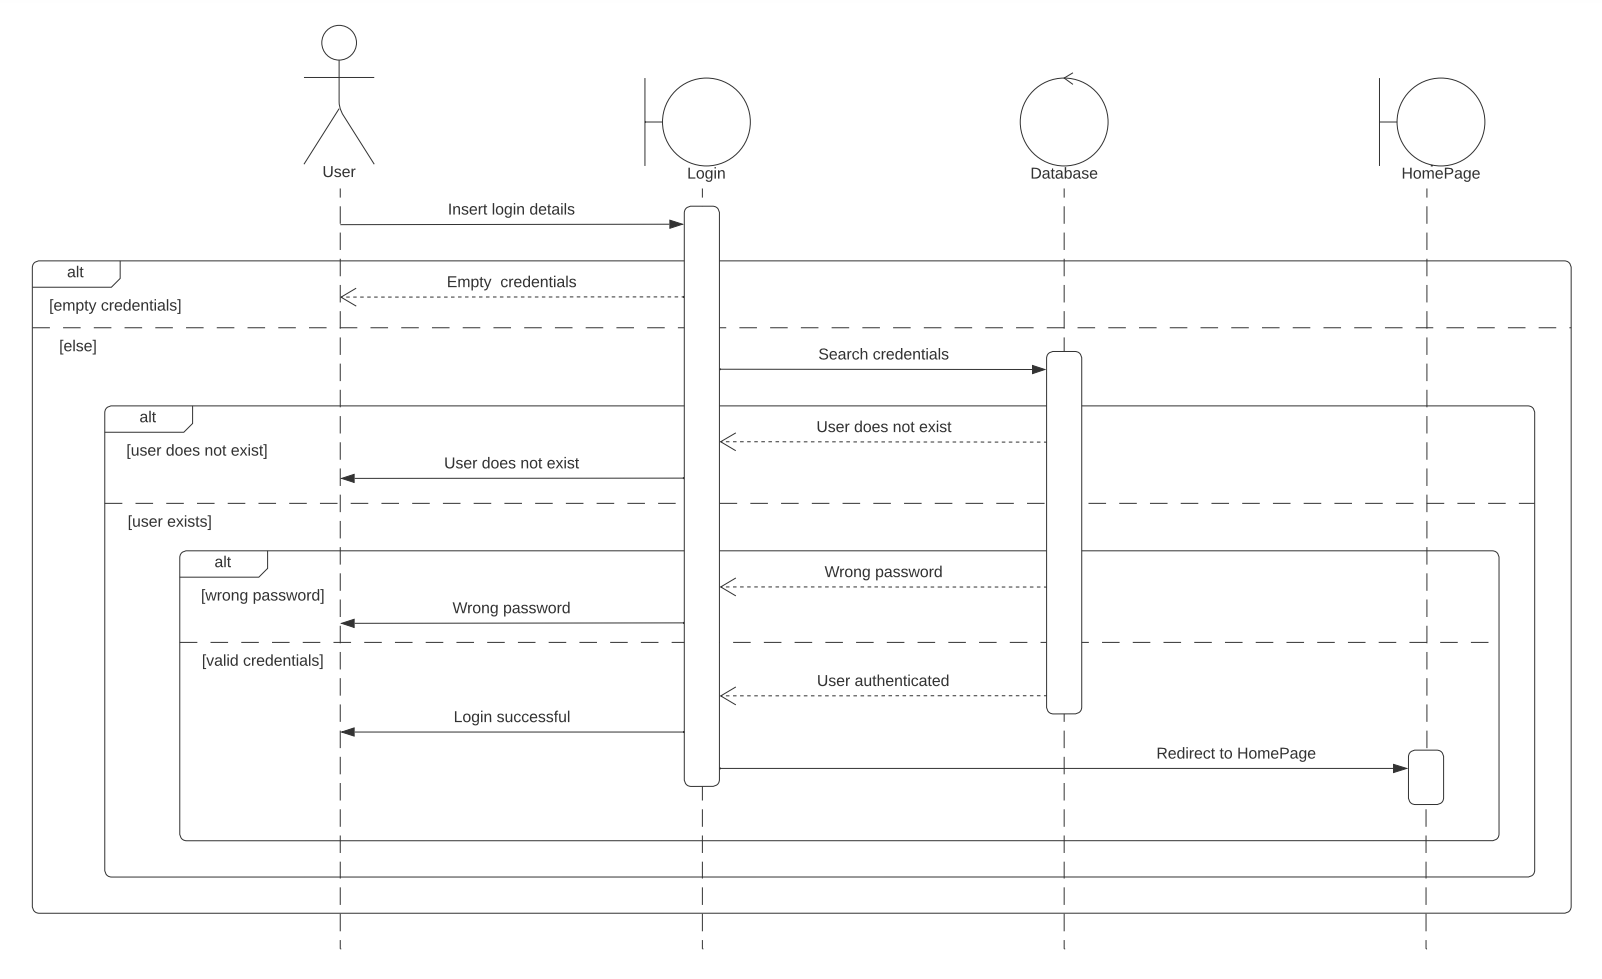 User
Login
Database
HomePage
Insert login details
alt
Empty  credentials
[empty credentials]
[else]
Search credentials
alt
User does not exist
[user does not exist]
User does not exist
[user exists]
alt
Wrong password
[wrong password]
Wrong password
[valid credentials]
User authenticated
Login successful
Redirect to HomePage